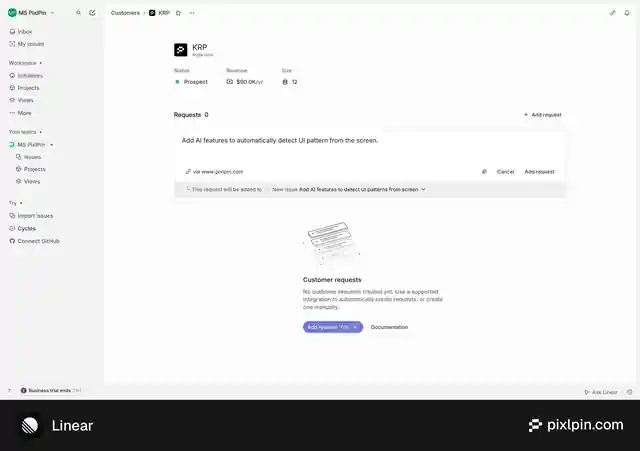 MS PixlPin
Customers › KRP
Inbox
My issues
Workspace
Initiatives
Projects
Views
More
Your teams
MS PixlPin
Issues
Projects
Views
Try
Import issues
Cycles
Connect GitHub
KRP
Status Revenue Size
Prospect $90.0K/yr 12
Requests 0
+ Add request
Add AI features to automatically detect UI pattern from the screen.
via www.pixlpin.com
Cancel Add request
This request will be added to New issue Add AI features to detect UI patterns from screen
Customer requests
No customer requests created yet. Use a supported
integration to automatically create requests, or create
one manually.
Add request
Documentation
? Business trial ends
Ask Linear
Linear
pixlpin.com